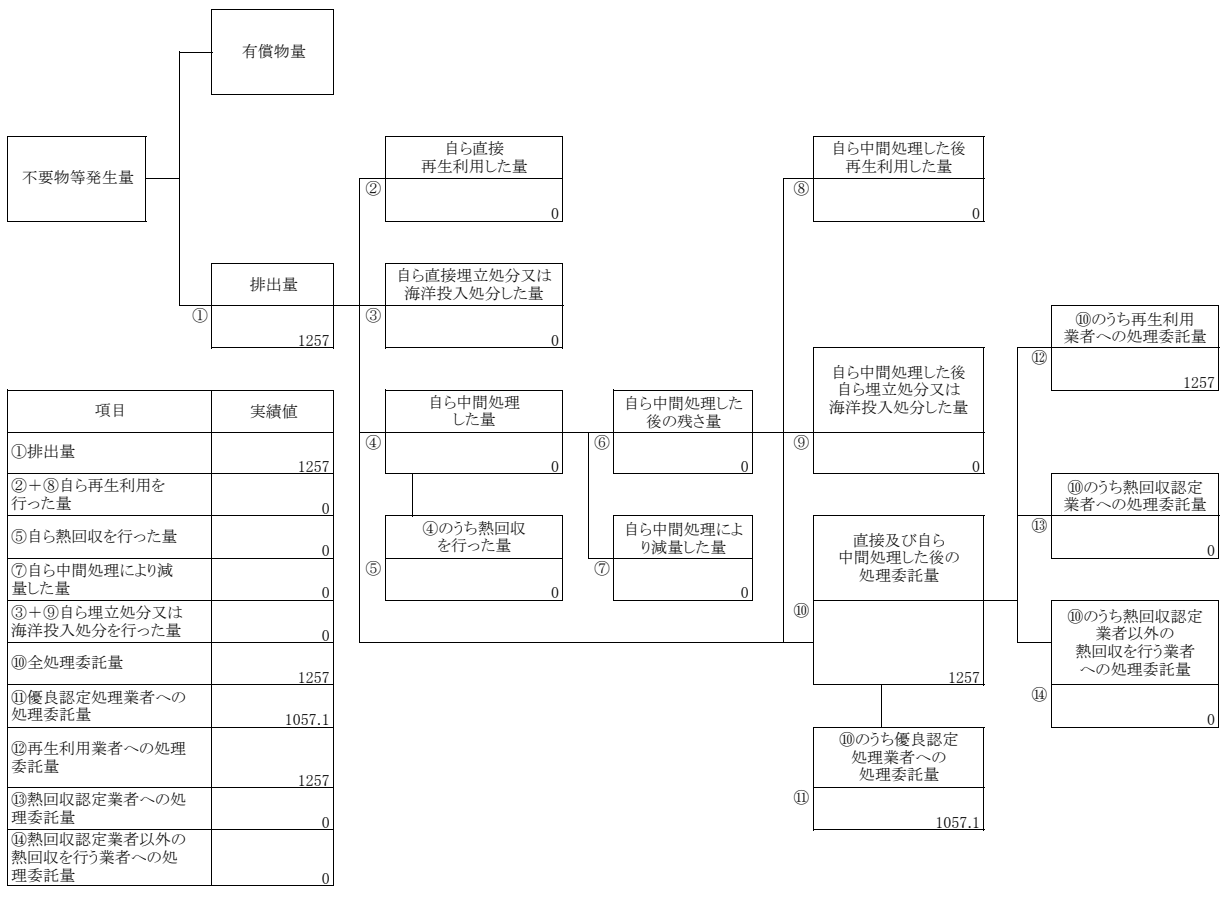 有償物量
不要物等発生量
排出量
①
1257
自ら直接
再生利用した量
②
0
自ら直接埋立処分又は
海洋投入処分した量
③
0
自ら中間処理
した量
④
0
④のうち熱回収
を行った量
⑤
0
自ら中間処理した
後の残さ量
⑥
0
自ら中間処理によ
り減量した量
⑦
0
自ら中間処理した後
再生利用した量
⑧
0
自ら中間処理した後
自ら埋立処分又は
海洋投入処分した量
⑨
0
直接及び自ら
中間処理した後の
処理委託量
⑩
1257
⑩のうち優良認定
処理業者への
処理委託量
⑪
1057.1
⑩のうち再生利用
業者への処理委託量
⑫
1257
⑩のうち熱回収認定
業者への処理委託量
⑬
0
⑩のうち熱回収認定
業者以外の
熱回収を行う業者
への処理委託量
⑭
0
項目 実績値
①排出量
1257
②+⑧自ら再生利用を
行った量
0
⑤自ら熱回収を行った量
0
⑦自ら中間処理により減
量した量
0
③+⑨自ら埋立処分又は
海洋投入処分を行った量
0
⑩全処理委託量
1257
⑪優良認定処理業者への
処理委託量
1057.1
⑫再生利用業者への処理
委託量
1257
⑬熱回収認定業者への処
理委託量
0
⑭熱回収認定業者以外の
熱回収を行う業者への処
理委託量
0